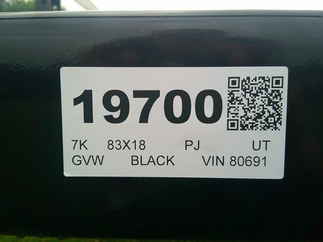 19700
7K 83X18 PJ UT
GVW BLACK VIN 80691